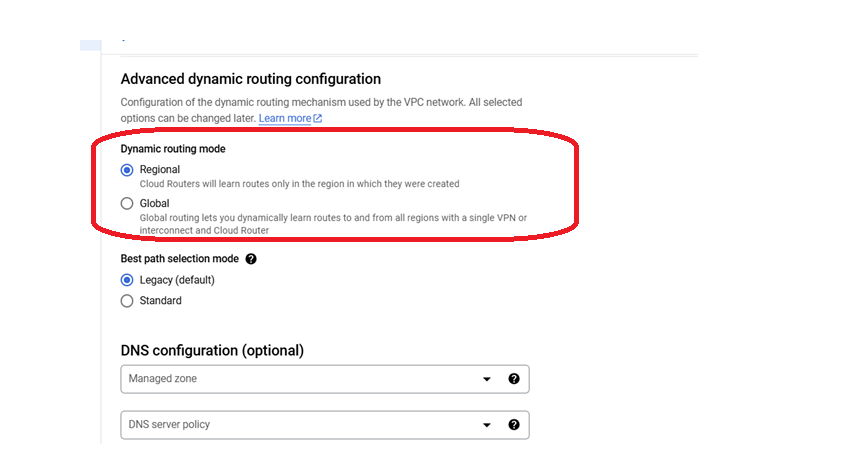 Advanced dynamic routing configuration
Configuration of the dynamic routing mechanism used by the VPC network. All selected
options can be changed later. Learn more
Dynamic routing mode
Regional
Cloud Routers will learn routes only in the region in which they were created
Global
Global routing lets you dynamically learn routes to and from all regions with a single VPN or
interconnect and Cloud Router
Best path selection mode ?
Legacy (default)
Standard
DNS configuration (optional)
Managed zone ?
DNS server policy ?